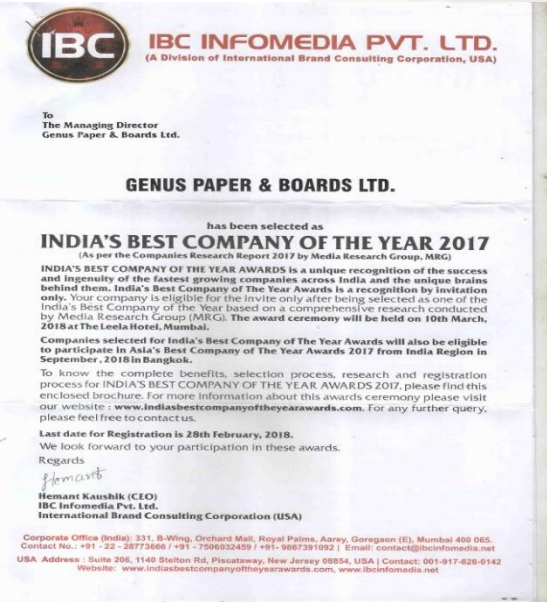 IBC
IBC INFOMEDIA PVT. LTD.
(A Division of International Brand Consulting Corporation, USA)
To
The Managing Director
Genus Paper & Boards Ltd.
GENUS PAPER & BOARDS LTD.
has been selected as
INDIA'S BEST COMPANY OF THE YEAR 2017
(As per the Companies Research Report 2017 by Media Research Group, MRG)
INDIA'S BEST COMPANY OF THE YEAR AWARDS is a unique recognition of the success
and ingenuity of the fastest growing companies across India and the unique brains
behind them. India's Best Company of The Year Awards is a recognition by invitation
only. Your company is eligible for the invite only after being selected as one of the
India's Best Company of the Year based on a comprehensive research conducted
by Media Research Group (MRG). The award ceremony will be held on 10th March,
2018 at The Leela Hotel, Mumbai.
Companies selected for India's Best Company of The Year Awards will also be eligible
to participate in Asia's Best Company of The Year Awards 2017 from India Region in
September, 2018 in Bangkok.
To know the complete benefits, selection process, research and registration
process for INDIA'S BEST COMPANY OF THE YEAR AWARDS 2017, please find this
enclosed brochure. For more information about this awards ceremony please visit
our website : www.indiasbestcompanyoftheyearawards.com. For any further query,
please feel free to contact us.
Last date for Registration is 28th February, 2018.
We look forward to your participation in these awards.
Regards
Hemant
Hemant Kaushik (CEO)
IBC Infomedia Pvt. Ltd.
International Brand Consulting Corporation (USA)
Corporate Office (India): 331, B-Wing, Orchard Mall, Royal Palms, Aarey, Goregaon (E), Mumbai 400 065.
Contact No.: +91 - 22 - 28773666 / +91 - 7506032459 / +91- 9867391092 | Email: contact@ibcinfomedia.net
USA Address : Suite 206, 1140 Stelton Rd, Piscataway, New Jersey 08854, USA | Contact: 001-917-826-0142
Website: www.indiasbestcompanyoftheyearawards.com, www.ibcinfomedia.net